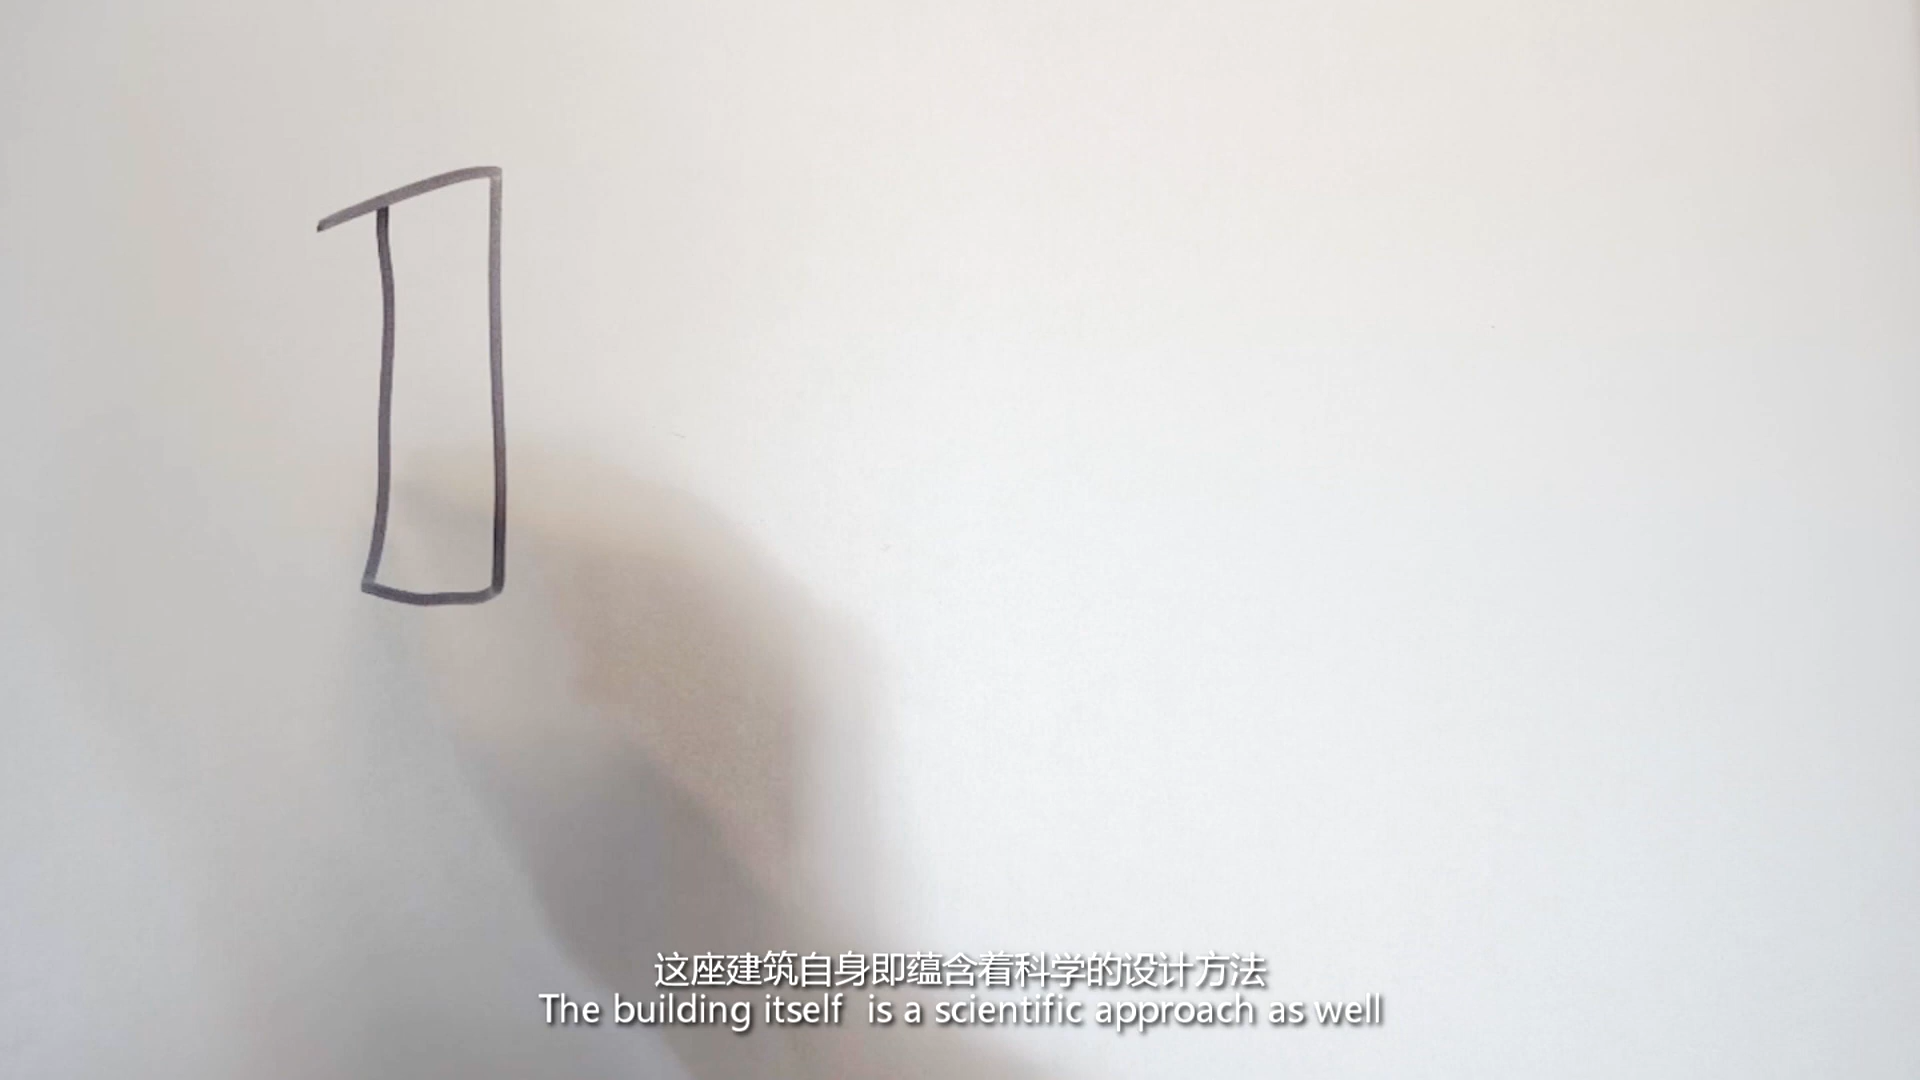 这座建筑自身即蕴含着科学的设计方法
The building itself  is a scientific approach as well